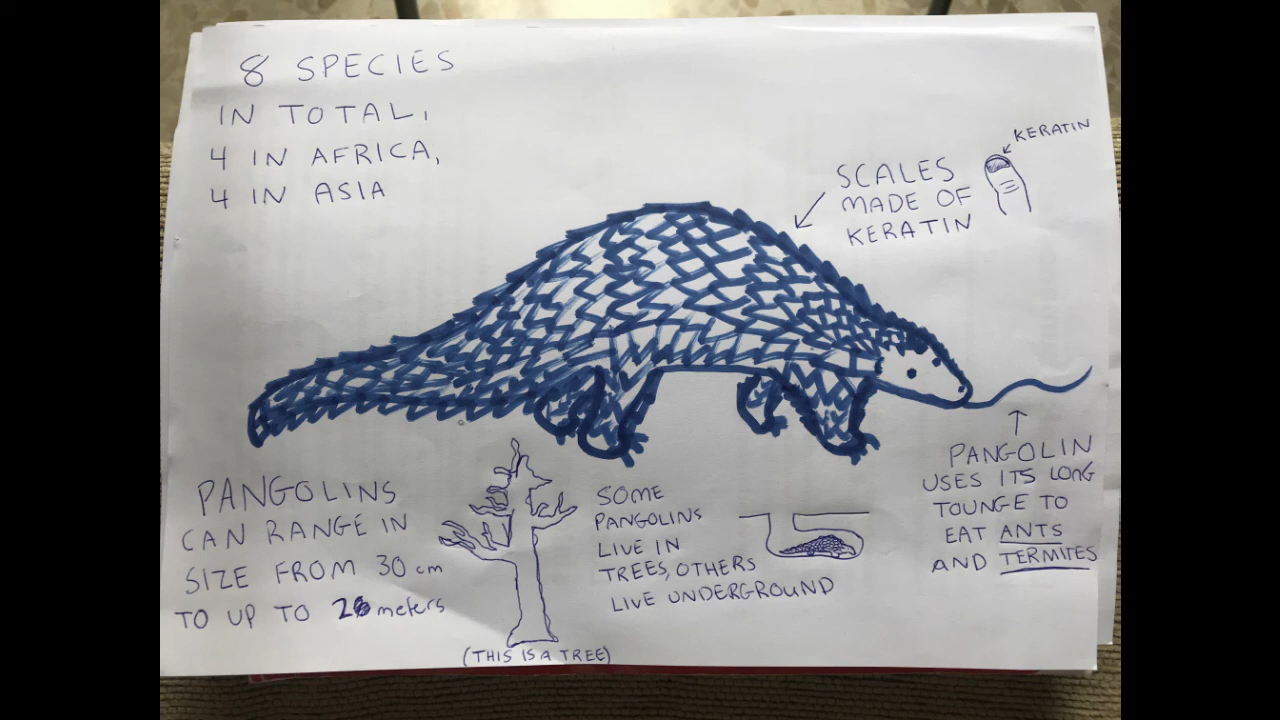 8 SPECIES
IN TOTAL,
4 IN AFRICA,
4 IN ASIA
KERATIN
SCALES
MADE OF
KERATIN
PANGOLIN
USES ITS LONG
TOUNGE TO
EAT ANTS
AND TERMITES
PANGOLINS
CAN RANGE IN
SIZE FROM 30 cm
TO UP TO 2 meters
SOME
PANGOLINS
LIVE IN
TREES, OTHERS
LIVE UNDERGROUND
(THIS IS A TREE)